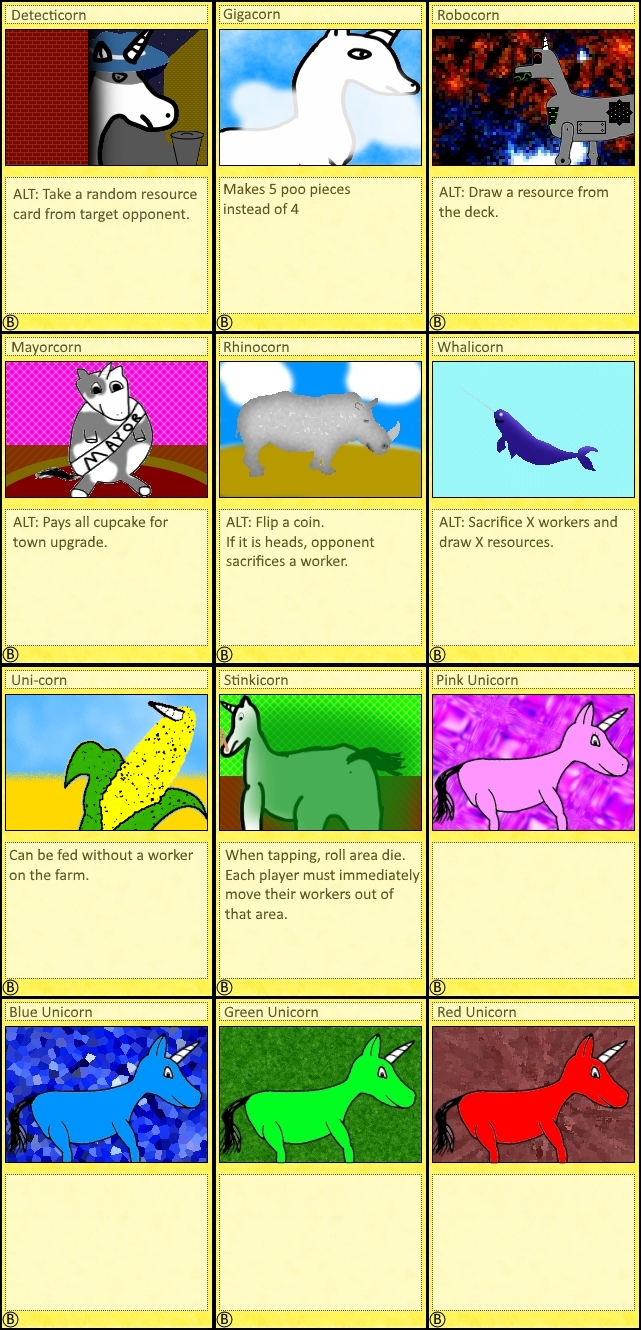 Detecticorn
ALT: Take a random resource
card from target opponent.
B
Gigacorn
Makes 5 poo pieces
instead of 4
B
Robocorn
ALT: Draw a resource from
the deck.
B
Mayorcorn
MAYOR
ALT: Pays all cupcake for
town upgrade.
B
Rhinocorn
ALT: Flip a coin.
If it is heads, opponent
sacrifices a worker.
B
Whalicorn
ALT: Sacrifice X workers and
draw X resources.
B
Uni-corn
Can be fed without a worker
on the farm.
B
Stinkicorn
When tapping, roll area die.
Each player must immediately
move their workers out of
that area.
B
Pink Unicorn
B
Blue Unicorn
B
Green Unicorn
B
Red Unicorn
B